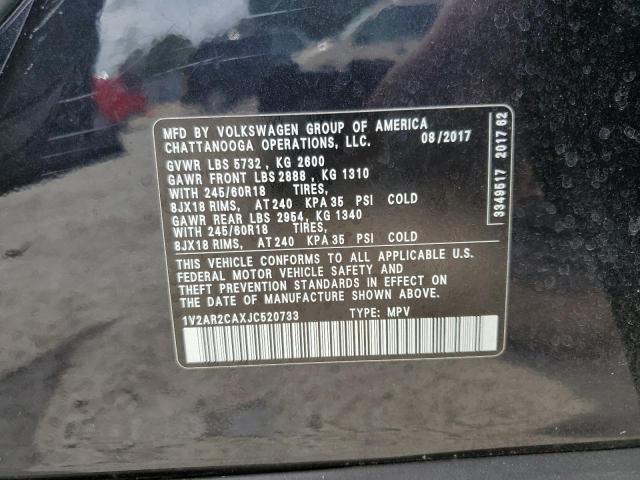 MFD BY VOLKSWAGEN GROUP OF AMERICA
CHATTANOOGA OPERATIONS, LLC. 08/2017
GVWR LBS 5732 , KG 2600
GAWR FRONT LBS 2888 , KG 1310
WITH 245/60R18 TIRES,
8JX18 RIMS, AT 240 KPA 35 PSI COLD
GAWR REAR LBS 2954, KG 1340
WITH 245/60R18 TIRES,
8JX18 RIMS, AT 240 KPA 35 PSI COLD
THIS VEHICLE CONFORMS TO ALL APPLICABLE U.S.
FEDERAL MOTOR VEHICLE SAFETY AND
THEFT PREVENTION STANDARDS IN EFFECT ON
THE DATE OF MANUFACTURE SHOWN ABOVE.
1V2AR2CAXJC520733 TYPE: MPV
3349517 2017 62